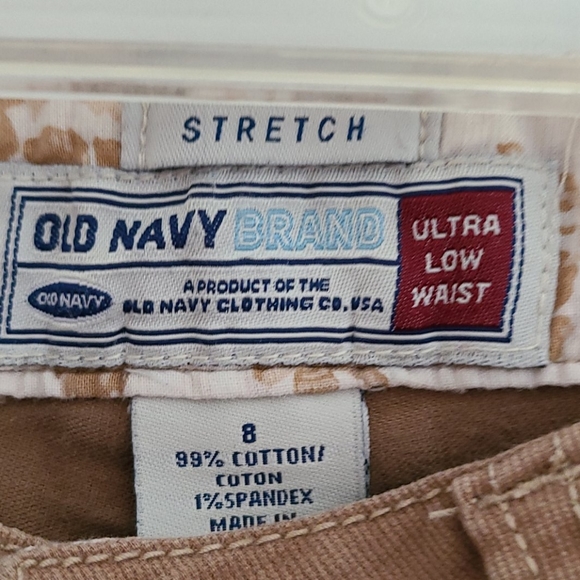 STRETCH
OLD NAVY BRAND
ULTRA
LOW
WAIST
OLD NAVY
A PRODUCT OF THE
OLD NAVY CLOTHING CO. USA
8
99% COTTON/
COTON
1% SPANDEX
MADE IN